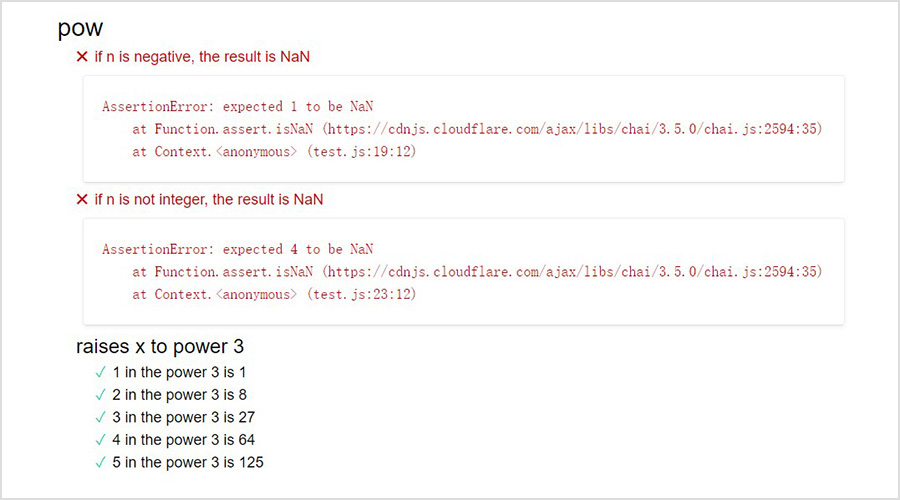 pow
✕ if n is negative, the result is NaN
AssertionError: expected 1 to be NaN
at Function.assert.isNaN (https://cdnjs.cloudflare.com/ajax/libs/chai/3.5.0/chai.js:2594:35)
at Context.<anonymous> (test.js:19:12)
✕ if n is not integer, the result is NaN
AssertionError: expected 4 to be NaN
at Function.assert.isNaN (https://cdnjs.cloudflare.com/ajax/libs/chai/3.5.0/chai.js:2594:35)
at Context.<anonymous> (test.js:23:12)
raises x to power 3
✓ 1 in the power 3 is 1
✓ 2 in the power 3 is 8
✓ 3 in the power 3 is 27
✓ 4 in the power 3 is 64
✓ 5 in the power 3 is 125